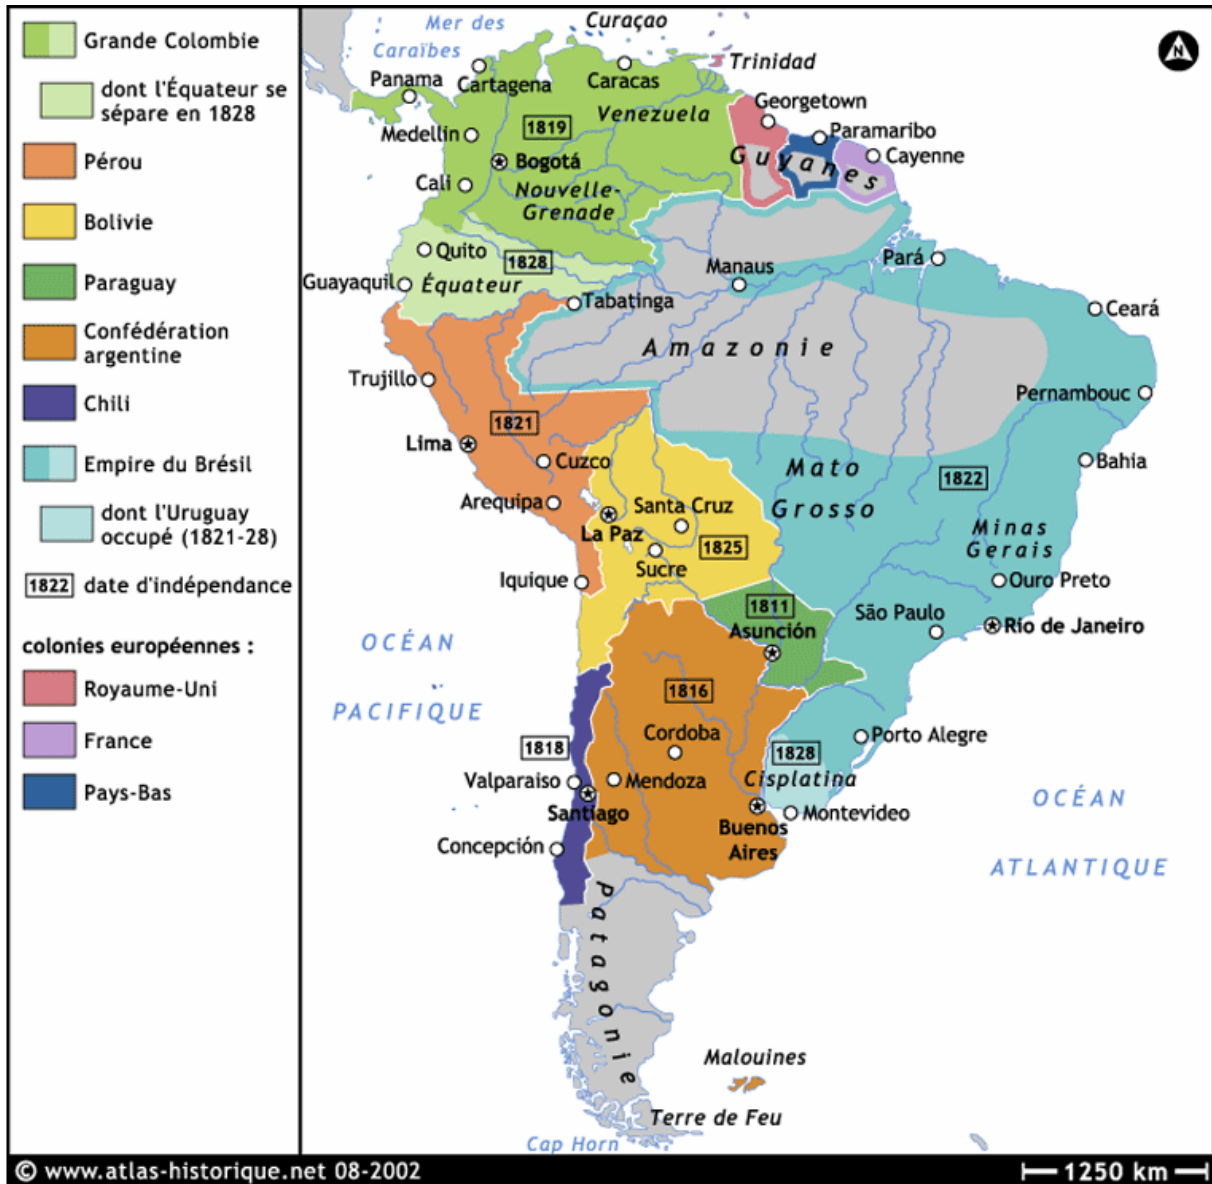 Grande Colombie
dont l'Équateur se
sépare en 1828
Pérou
Bolivie
Paraguay
Confédération
argentine
Chili
Empire du Brésil
dont l'Uruguay
occupé (1821-28)
1822 date d'indépendance
colonies européennes :
Royaume-Uni
France
Pays-Bas
Mer des
Caraïbes
Curaçao
N
Trinidad
Panama
Cartagena
Caracas
Georgetown
Venezuela
1819
Medellin
Paramaribo
Bogotá
Guyanes
Cayenne
Cali
Nouvelle-
Grenade
Quito
1828
Pará
Guayaquil
Équateur
Manaus
Tabatinga
Ceará
Amazonie
Trujillo
Pernambouc
1821
Lima
Cuzco
Mato
Grosso
Bahia
1822
Arequipa
Santa Cruz
La Paz
1825
Minas
Gerais
Sucre
Iquique
Ouro Preto
1811
São Paulo
Asunción
Rio de Janeiro
OCÉAN
PACIFIQUE
1816
Cordoba
Porto Alegre
1818
1828
Valparaiso
Mendoza
Cisplatina
Santiago
Montevideo
Buenos
Aires
OCÉAN
ATLANTIQUE
Concepción
Patagonie
Malouines
Terre de Feu
Cap Horn
© www.atlas-historique.net 08-2002
1250 km